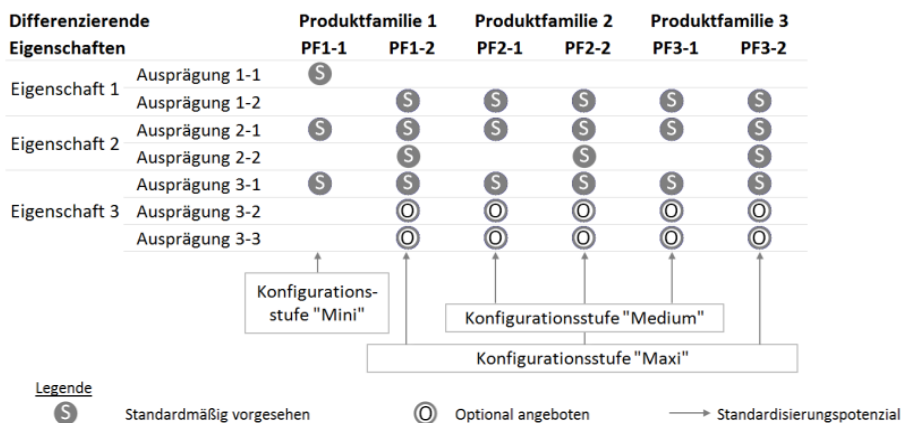 Differenzierende Produktfamilie 1 Produktfamilie 2 Produktfamilie 3
Eigenschaften PF1-1 PF1-2 PF2-1 PF2-2 PF3-1 PF3-2
Eigenschaft 1
Ausprägung 1-1 S
Ausprägung 1-2 S S S S S
Eigenschaft 2
Ausprägung 2-1 S S S S S S
Ausprägung 2-2 S S S
Ausprägung 3-1 S S S S S S
Eigenschaft 3 Ausprägung 3-2 O O O O O
Ausprägung 3-3 O O O O O
Konfigurations-
stufe "Mini"
Konfigurationsstufe "Medium"
Konfigurationsstufe "Maxi"
Legende
S Standardmäßig vorgesehen O Optional angeboten Standardisierungspotenzial